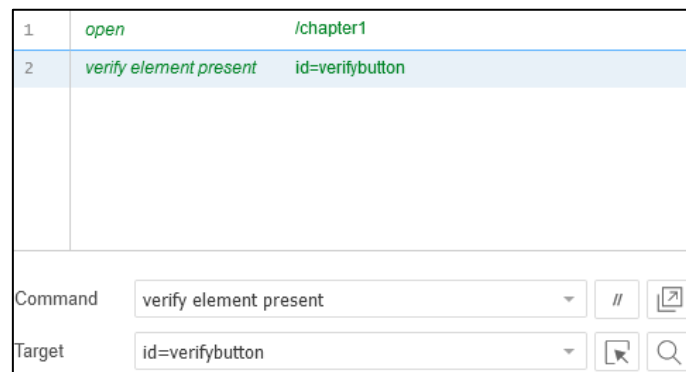 1 open /chapter1
2 verify element present id=verifybutton
Command verify element present //
Target id=verifybutton